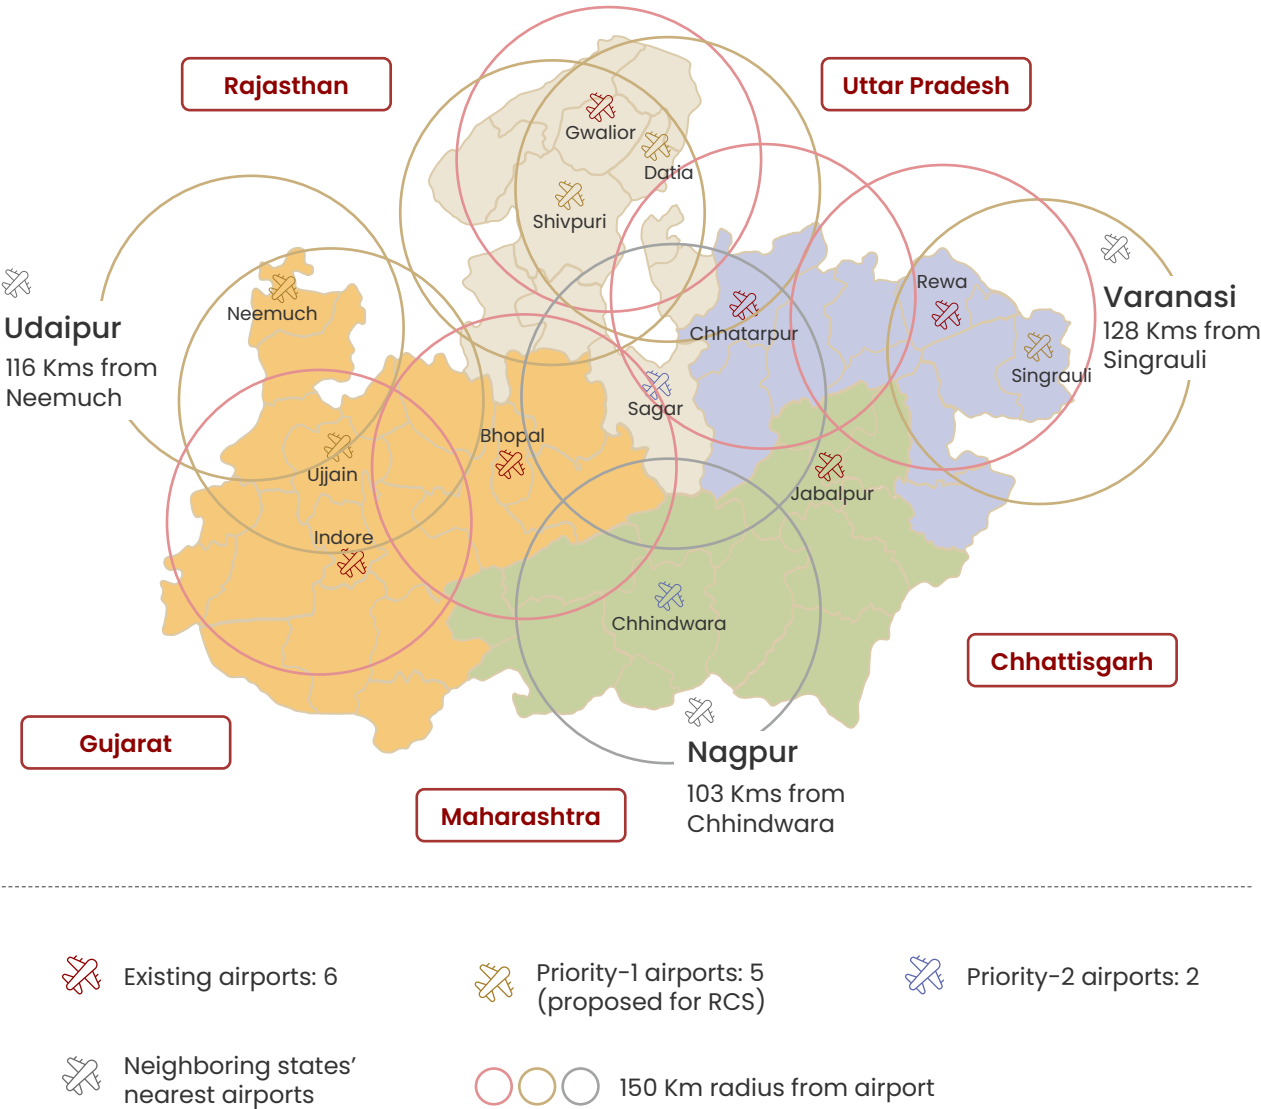 Rajasthan
Uttar Pradesh
Gwalior
Datia
Shivpuri
Neemuch
Rewa
Chhatarpur
Singrauli
Udaipur
116 Kms from
Neemuch
Varanasi
128 Kms from
Singrauli
Sagar
Bhopal
Ujjain
Jabalpur
Indore
Chhindwara
Chhattisgarh
Gujarat
Nagpur
103 Kms from
Chhindwara
Maharashtra
Existing airports: 6
Priority-1 airports: 5
(proposed for RCS)
Priority-2 airports: 2
Neighboring states’
nearest airports
150 Km radius from airport